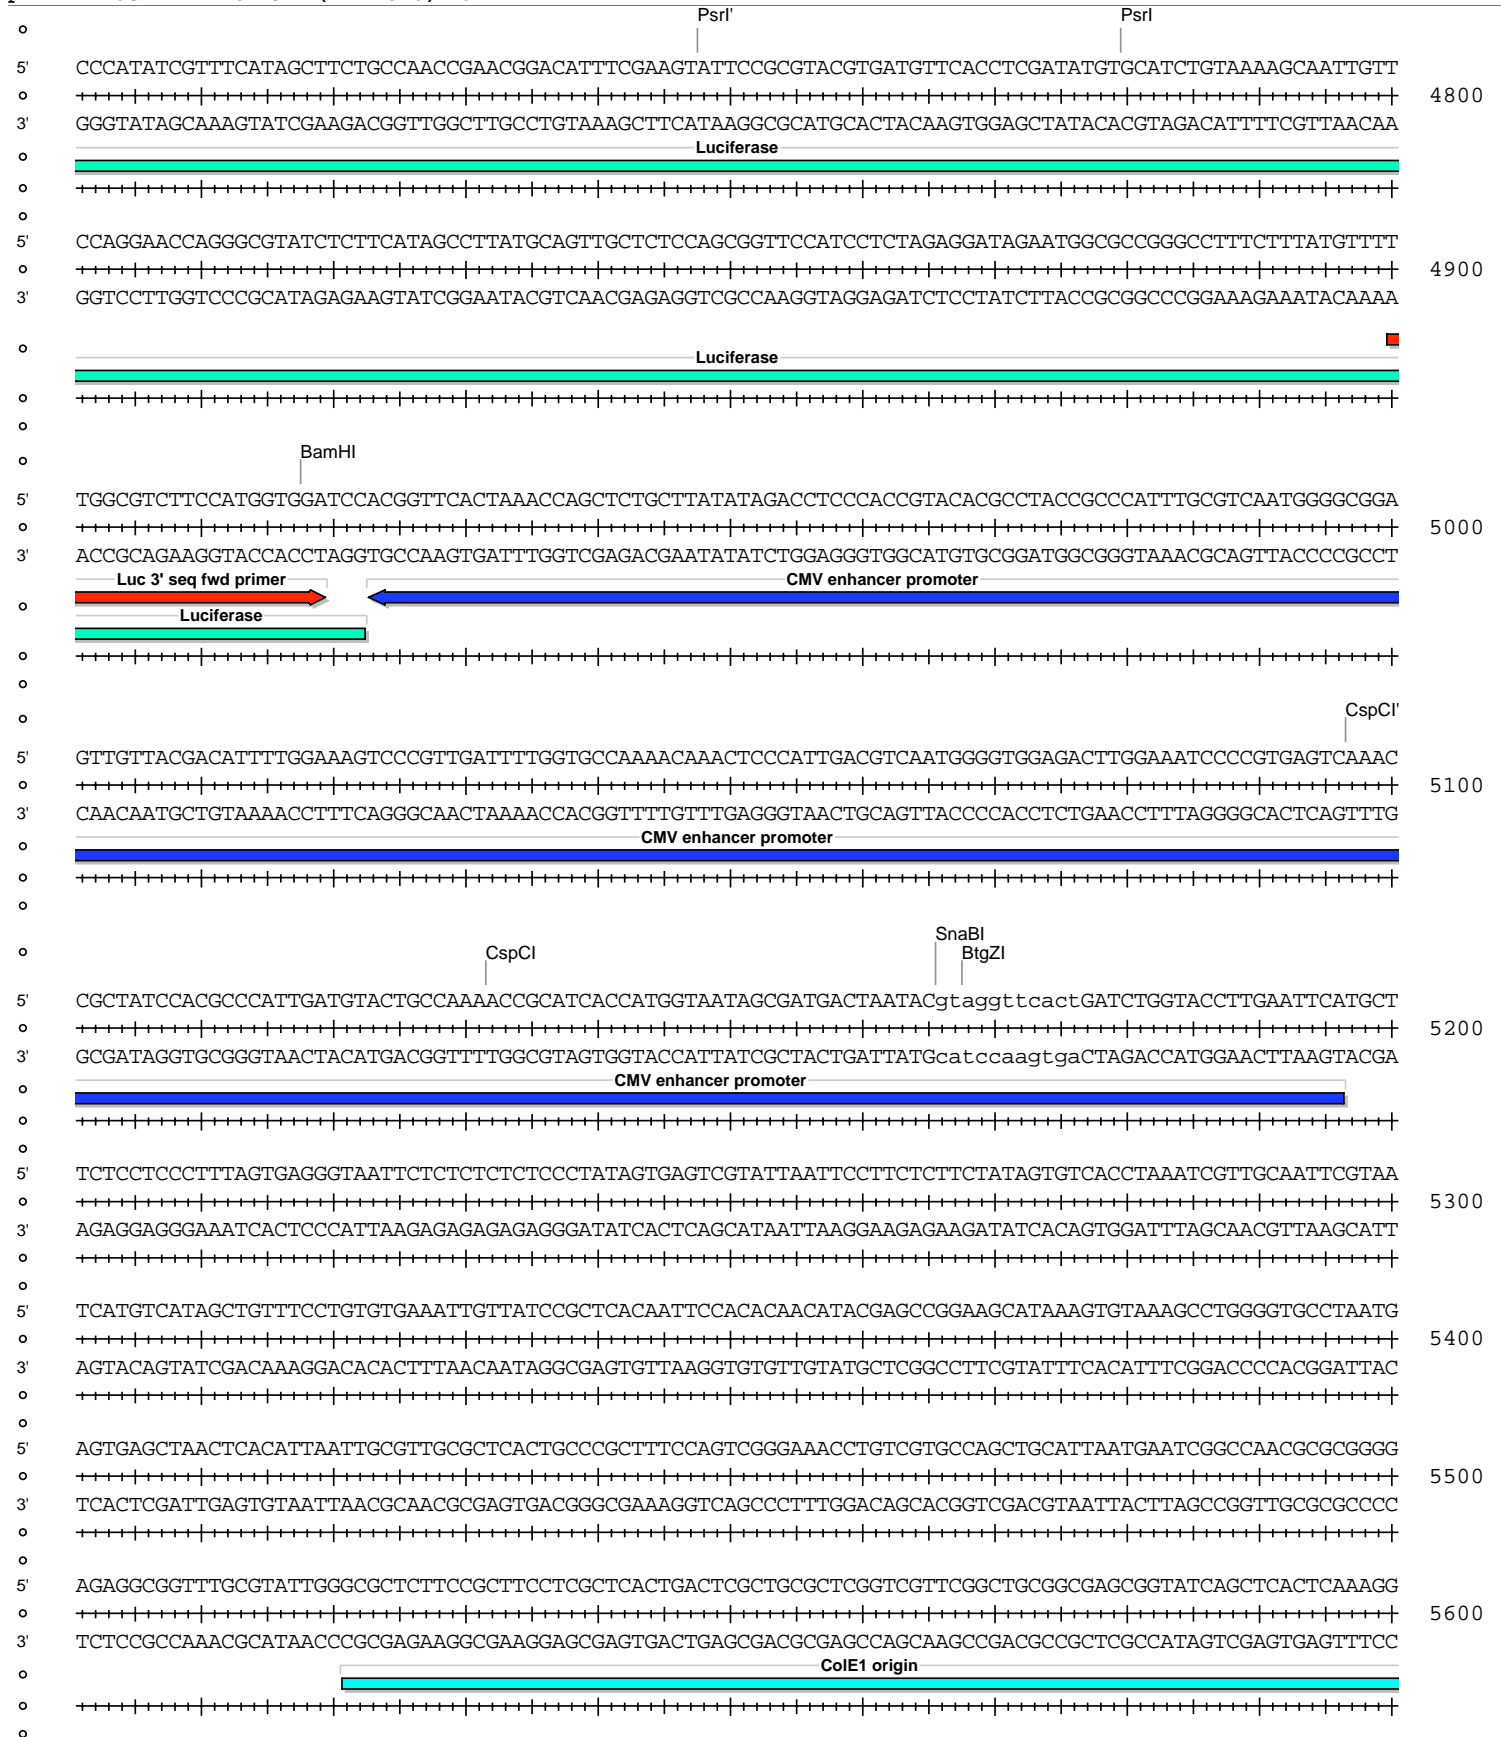 PsrI' PsrI
5' CCCATATCGTTTCATAGCTTCTGCCAACCGAACGGACATTTCGAAGTATTCCGCGTACGTGATGTTCACCTCGATATGTGCATCTGTAAAAGCAATTGTT
4800
3' GGGTATAGCAAAGTATCGAAGACGGTTGGCTTGCCTGTAAAGCTTCATAAGGCGCATGCACTACAAGTGGAGCTATACACGTAGACATTTTCGTTAACAA
Luciferase
5' CCAGGAACCAGGGCGTATCTCTTCATAGCCTTATGCAGTTGCTCTCCAGCGGTTCCATCCTCTAGAGGATAGAATGGCGCCGGGCCTTTCTTTATGTTTT
4900
3' GGTCCTTGGTCCCGCATAGAGAAGTATCGGAATACGTCAACGAGAGGTCGCCAAGGTAGGAGATCTCCTATCTTACCGCGGCCCGGAAAGAAATACAAAA
Luciferase
BamHI
5' TGGCGTCTTCCATGGTGGATCCACGGTTCACTAAACCAGCTCTGCTTATATAGACCTCCCACCGTACACGCCTACCGCCCATTTGCGTCAATGGGGCGGA
5000
3' ACCGCAGAAGGTACCACCTAGGTGCCAAGTGATTTGGTCGAGACGAATATATCTGGAGGGTGGCATGTGCGGATGGCGGGTAAACGCAGTTACCCCGCCT
Luc 3' seq fwd primer CMV enhancer promoter
Luciferase
CspCI'
5' GTTGTTACGACATTTTGGAAAGTCCCGTTGATTTTGGTGCCAAAACAAACTCCCATTGACGTCAATGGGGTGGAGACTTGGAAATCCCCGTGAGTCAAAC
5100
3' CAACAATGCTGTAAAACCTTTCAGGGCAACTAAAACCACGGTTTTGTTTGAGGGTAACTGCAGTTACCCCACCTCTGAACCTTTAGGGGCACTCAGTTTG
CMV enhancer promoter
SnaBI
CspCI BtgZI
5' CGCTATCCACGCCCATTGATGTACTGCCAAAACCGCATCACCATGGTAATAGCGATGACTAATACgtaggttcactGATCTGGTACCTTGAATTCATGCT
5200
3' GCGATAGGTGCGGGTAACTACATGACGGTTTTGGCGTAGTGGTACCATTATCGCTACTGATTATGcatccaagtgaCTAGACCATGGAACTTAAGTACGA
CMV enhancer promoter
5' TCTCCTCCCTTTAGTGAGGGTAATTCTCTCTCTCTCCCTATAGTGAGTCGTATTAATTCCTTCTCTTCTATAGTGTCACCTAAATCGTTGCAATTCGTAA
5300
3' AGAGGAGGGAAATCACTCCCATTAAGAGAGAGAGAGGGATATCACTCAGCATAATTAAGGAAGAGAAGATATCACAGTGGATTTAGCAACGTTAAGCATT
5' TCATGTCATAGCTGTTTCCTGTGTGAAATTGTTATCCGCTCACAATTCCACACAACATACGAGCCGGAAGCATAAAGTGTAAAGCCTGGGGTGCCTAATG
5400
3' AGTACAGTATCGACAAAGGACACACTTTAACAATAGGCGAGTGTTAAGGTGTGTTGTATGCTCGGCCTTCGTATTTCACATTTCGGACCCCACGGATTAC
5' AGTGAGCTAACTCACATTAATTGCGTTGCGCTCACTGCCCGCTTTCCAGTCGGGAAACCTGTCGTGCCAGCTGCATTAATGAATCGGCCAACGCGCGGGG
5500
3' TCACTCGATTGAGTGTAATTAACGCAACGCGAGTGACGGGCGAAAGGTCAGCCCTTTGGACAGCACGGTCGACGTAATTACTTAGCCGGTTGCGCGCCCC
5' AGAGGCGGTTTGCGTATTGGGCGCTCTTCCGCTTCCTCGCTCACTGACTCGCTGCGCTCGGTCGTTCGGCTGCGGCGAGCGGTATCAGCTCACTCAAAGG
5600
3' TCTCCGCCAAACGCATAACCCGCGAGAAGGCGAAGGAGCGAGTGACTGAGCGACGCGAGCCAGCAAGCCGACGCCGCTCGCCATAGTCGAGTGAGTTTCC
ColE1 origin